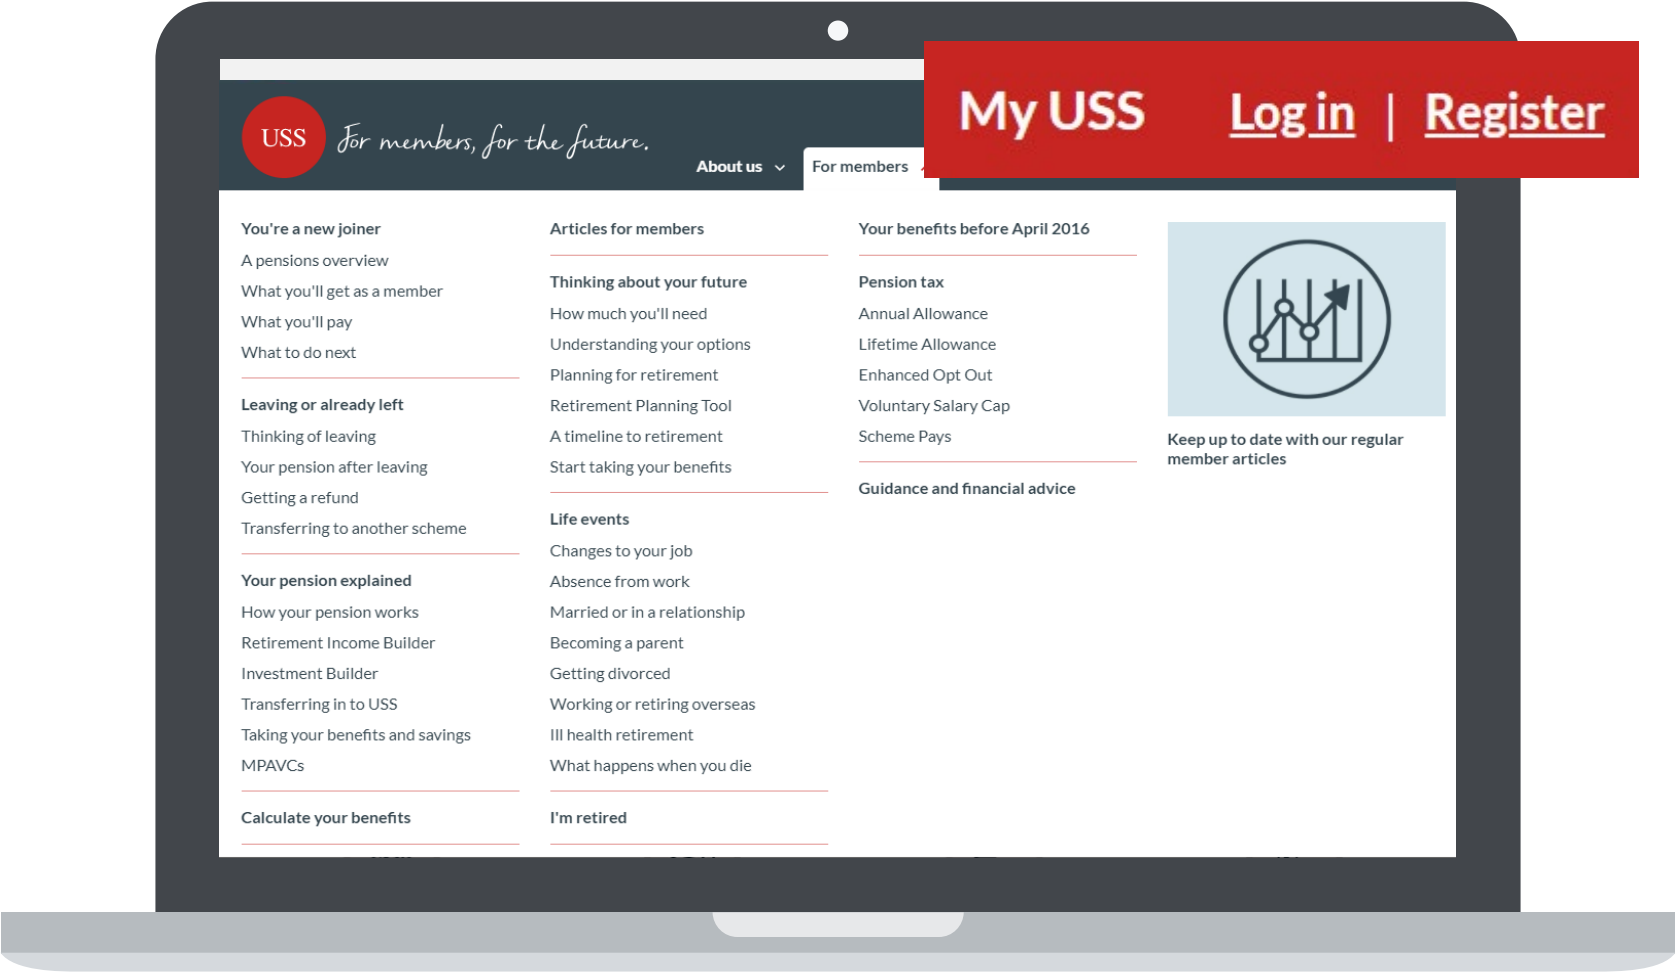 My USS Log in | Register
USS For members, for the future.
About us For members
You're a new joiner
A pensions overview
What you'll get as a member
What you'll pay
What to do next
Leaving or already left
Thinking of leaving
Your pension after leaving
Getting a refund
Transferring to another scheme
Your pension explained
How your pension works
Retirement Income Builder
Investment Builder
Transferring in to USS
Taking your benefits and savings
MPAVCs
Calculate your benefits
Articles for members
Thinking about your future
How much you'll need
Understanding your options
Planning for retirement
Retirement Planning Tool
A timeline to retirement
Start taking your benefits
Life events
Changes to your job
Absence from work
Married or in a relationship
Becoming a parent
Getting divorced
Working or retiring overseas
Ill health retirement
What happens when you die
I'm retired
Your benefits before April 2016
Pension tax
Annual Allowance
Lifetime Allowance
Enhanced Opt Out
Voluntary Salary Cap
Scheme Pays
Guidance and financial advice
Keep up to date with our regular
member articles